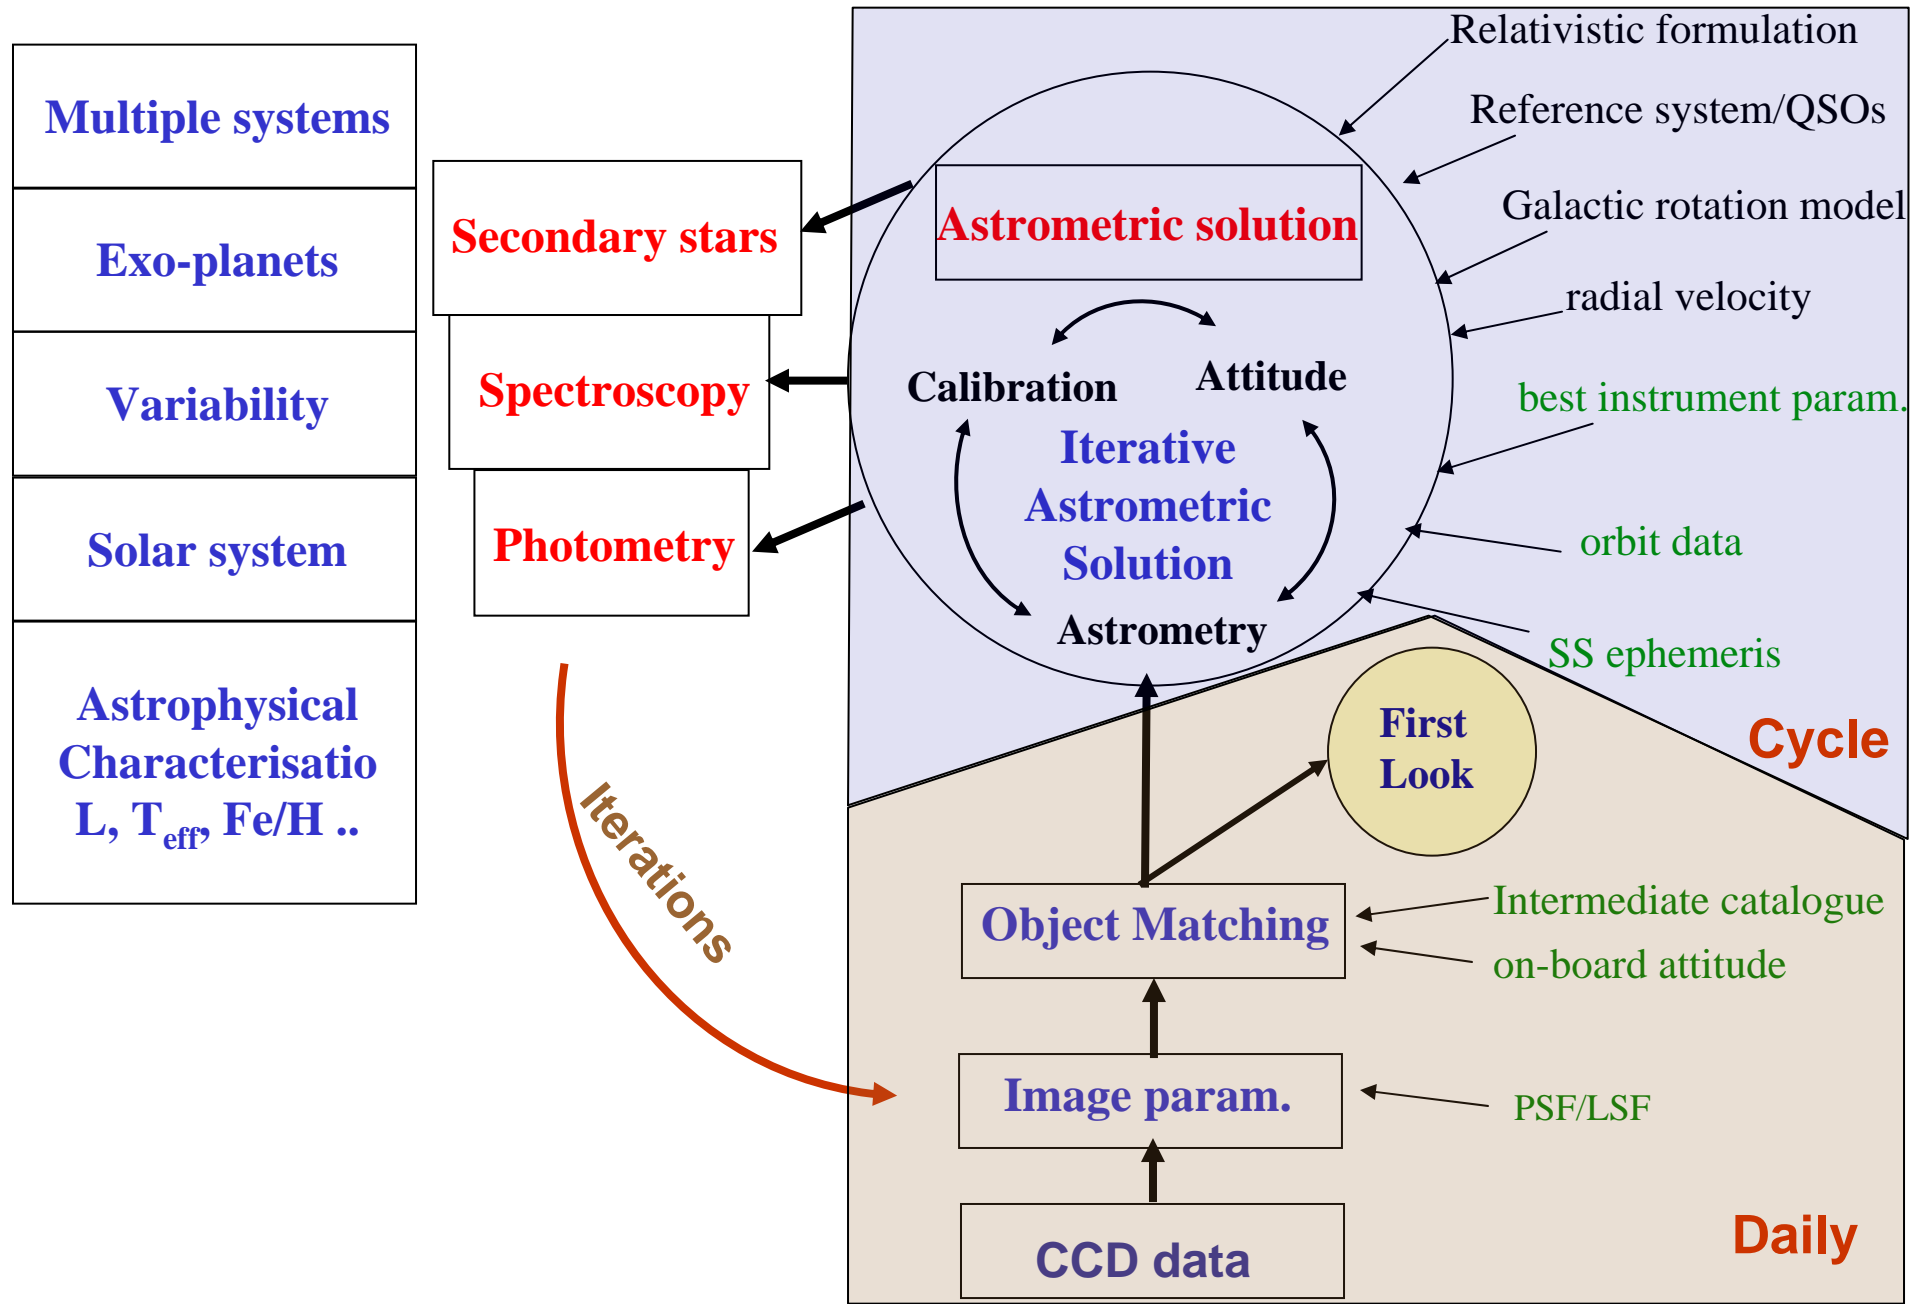 Multiple systems
Exo-planets
Variability
Solar system
Astrophysical
Characterisatio
L, Teff, Fe/H ..
Secondary stars
Spectroscopy
Photometry
Iterations
Astrometric solution
Calibration
Attitude
Iterative
Astrometric
Solution
Astrometry
Relativistic formulation
Reference system/QSOs
Galactic rotation model
radial velocity
best instrument param.
orbit data
SS ephemeris
Cycle
First
Look
Object Matching
Intermediate catalogue
on-board attitude
Image param.
PSF/LSF
CCD data
Daily